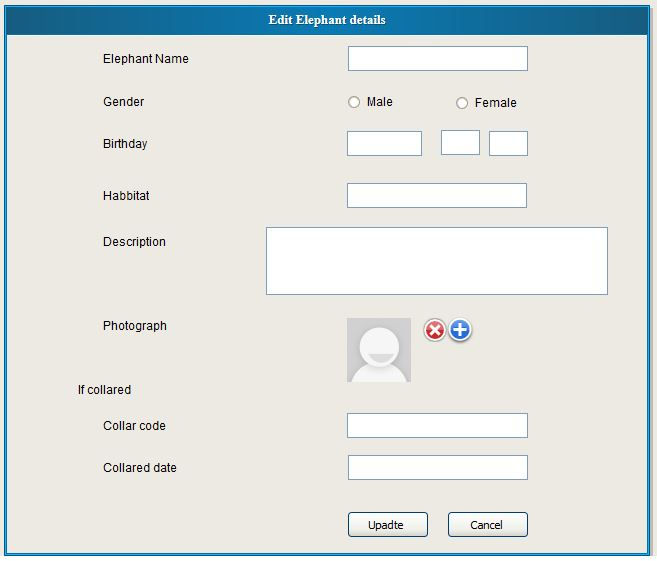 Edit Elephant details
Elephant Name
Gender Male Female
Birthday
Habbitat
Description
Photograph
If collared
Collar code
Collared date
Upadte Cancel